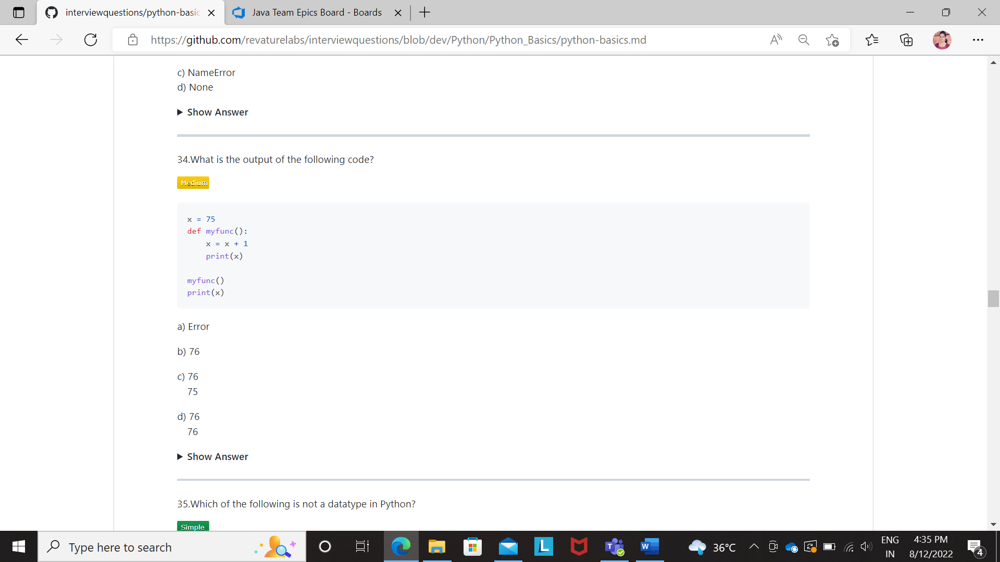 interviewquestions/python-basic
Java Team Epics Board - Boards
https://github.com/revaturelabs/interviewquestions/blob/dev/Python/Python_Basics/python-basics.md
c) NameError
d) None
▶ Show Answer
34.What is the output of the following code?
Medium
x = 75
def myfunc():
    x = x + 1
    print(x)
myfunc()
print(x)
a) Error
b) 76
c) 76
75
d) 76
76
▶ Show Answer
35.Which of the following is not a datatype in Python?
Simple
Type here to search
L
T
W
36°C
ENG
IN
4:35 PM
8/12/2022
4